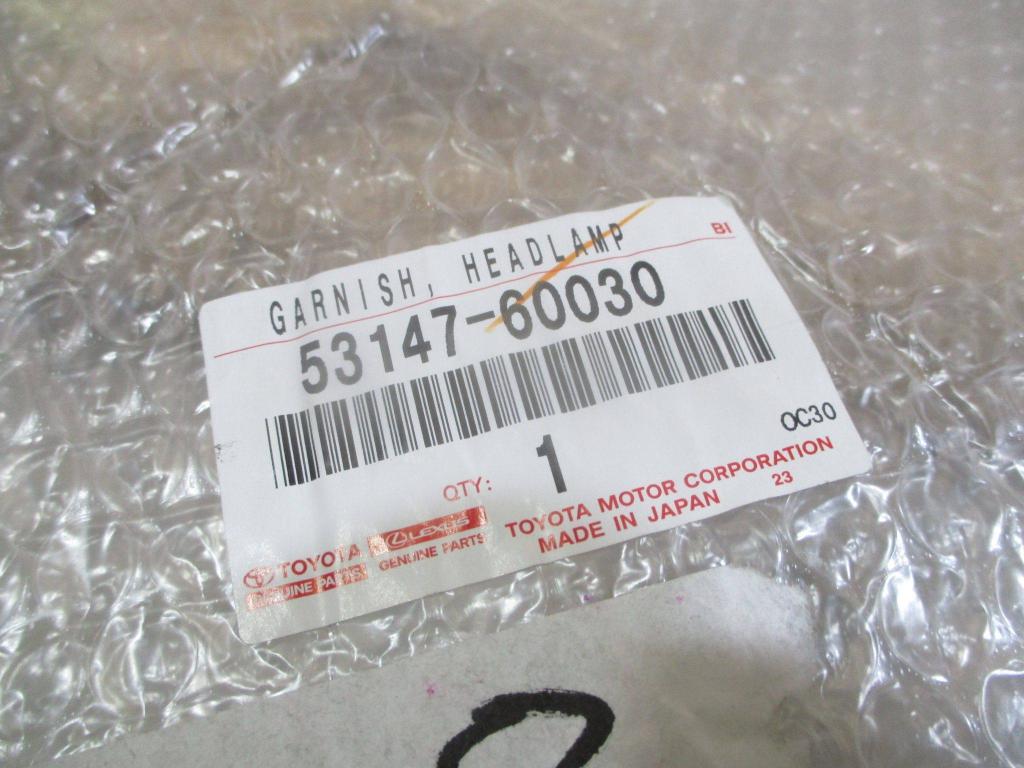 GARNISH, HEADLAMP
BI
53147-60030
OC30
QTY: 1
TOYOTA LEXUS
GENUINE PARTS GENUINE PARTS
TOYOTA MOTOR CORPORATION
MADE IN JAPAN 23